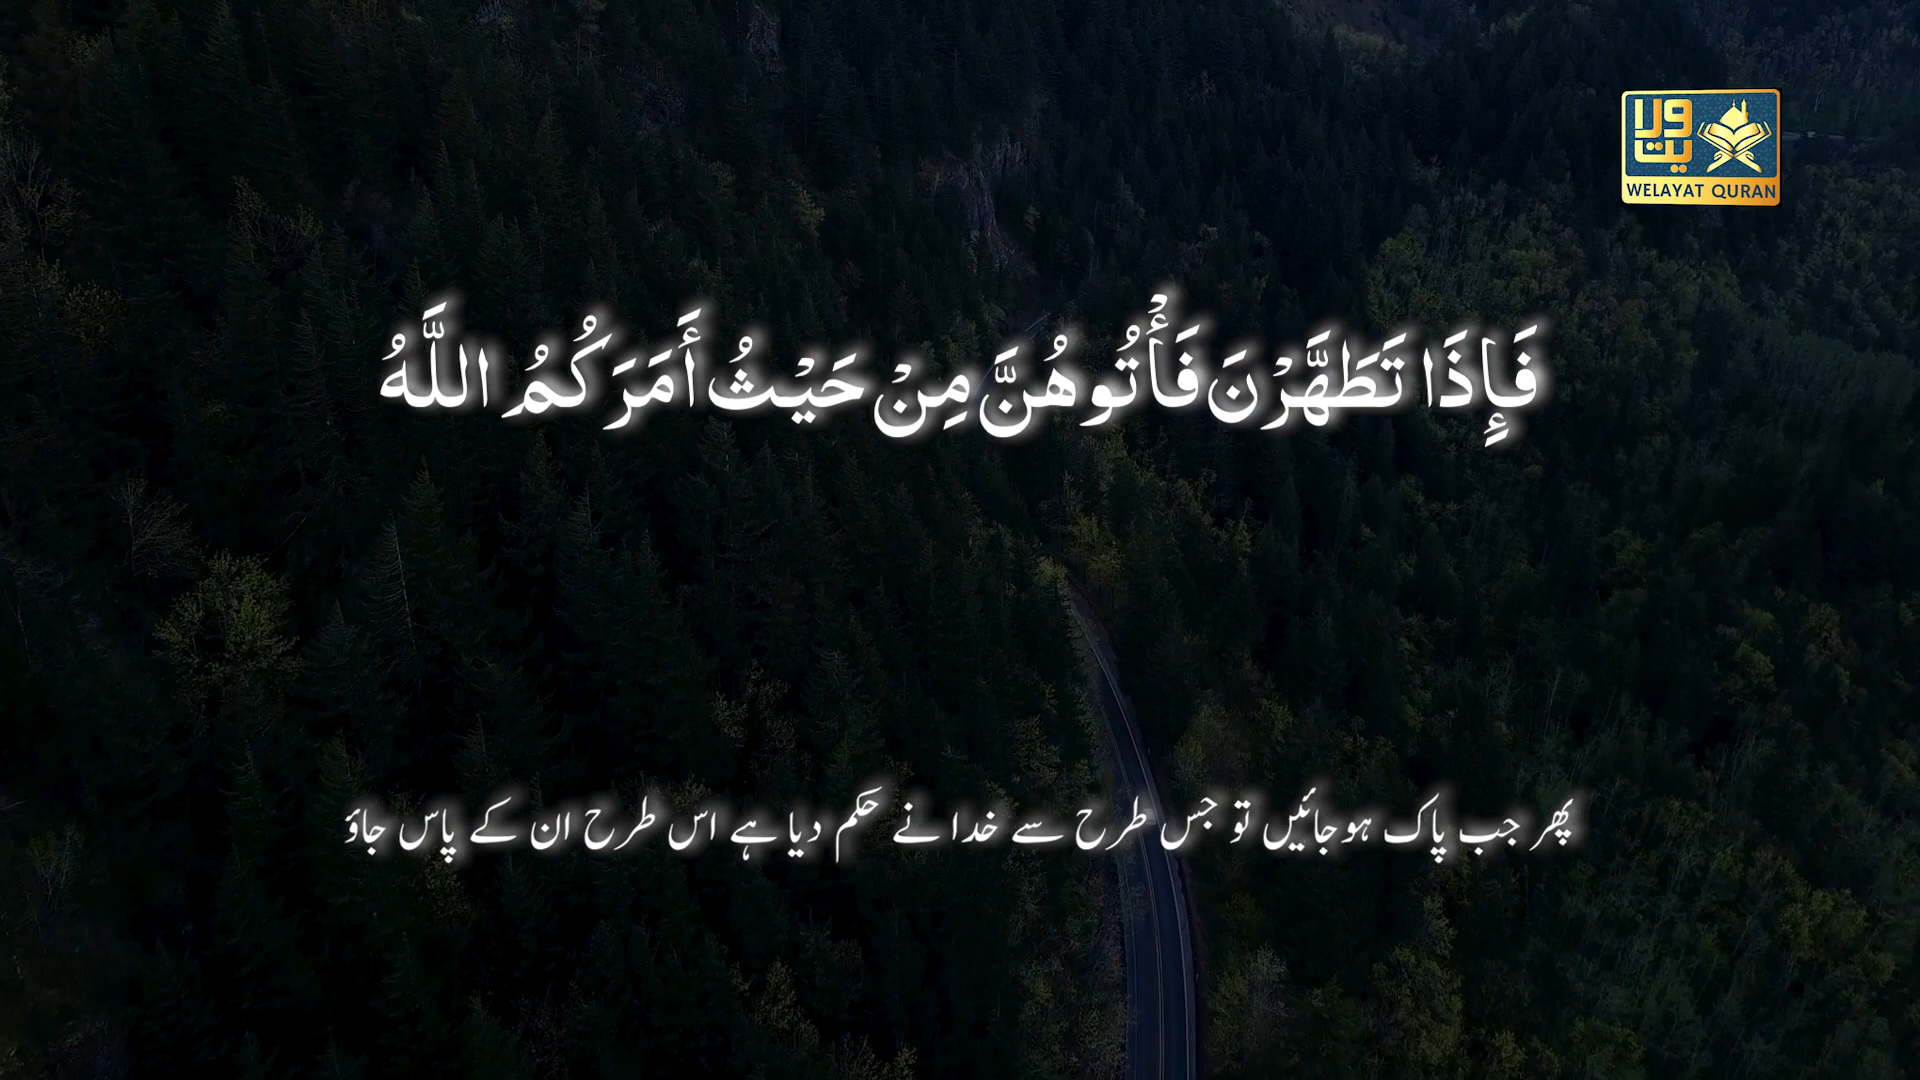 ولایت
WELAYAT QURAN
فَإِذَا تَطَهَّرْنَ فَأْتُوهُنَّ مِنْ حَيْثُ أَمَرَكُمُ اللَّهُ
پھر جب پاک ہوجائیں تو جس طرح سے خدا نے حکم دیا ہے اس طرح ان کے پاس جاؤ